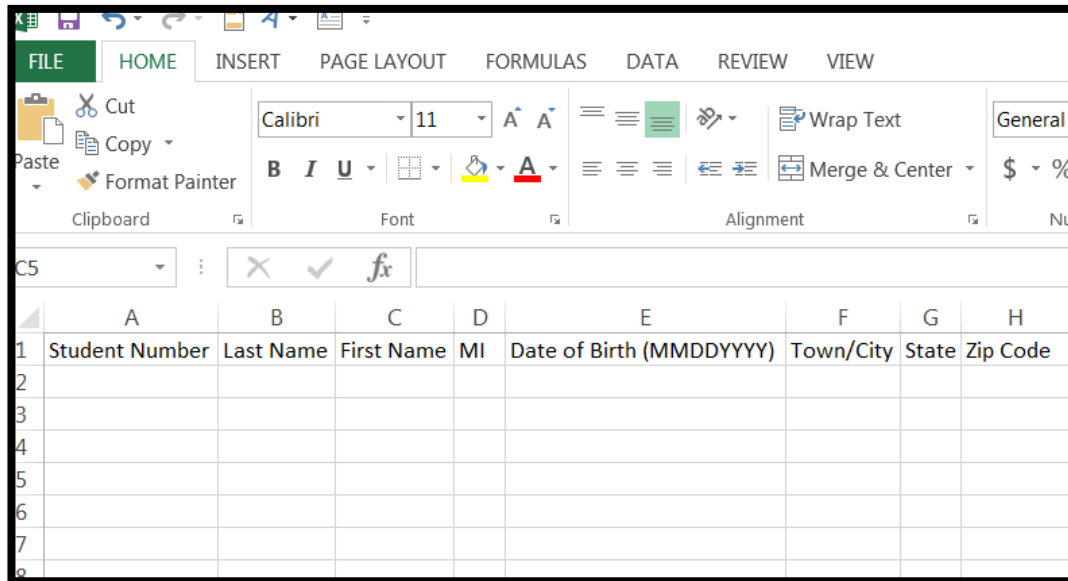 FILE HOME INSERT PAGE LAYOUT FORMULAS DATA REVIEW VIEW
Cut
Calibri 11 A A Wrap Text General
Copy
Paste B I U A Merge & Center $ %
Format Painter
Clipboard Font Alignment Nu
C5 fx
A B C D E F G H
1 Student Number Last Name First Name MI Date of Birth (MMDDYYYY) Town/City State Zip Code
2
3
4
5
6
7
8